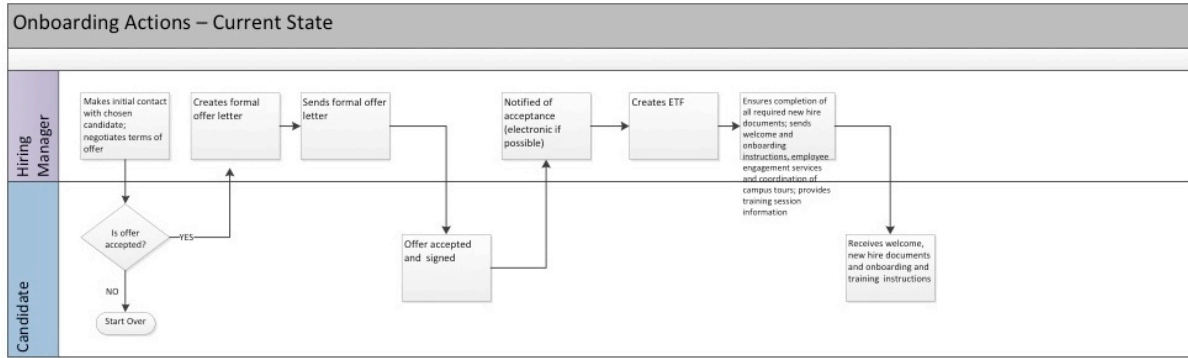 Onboarding Actions – Current State
Hiring
Manager
Makes initial contact
with chosen
candidate;
negotiates terms of
offer
Creates formal
offer letter
Sends formal offer
letter
Notified of
acceptance
(electronic if
possible)
Creates ETF
Ensures completion of
all required new hire
documents; sends
welcome and
onboarding
instructions, employee
engagement services
and coordination of
campus tours; provides
training session
information
Candidate
Is offer
accepted?
YES
NO
Start Over
Offer accepted
and signed
Receives welcome,
new hire documents
and onboarding and
training instructions